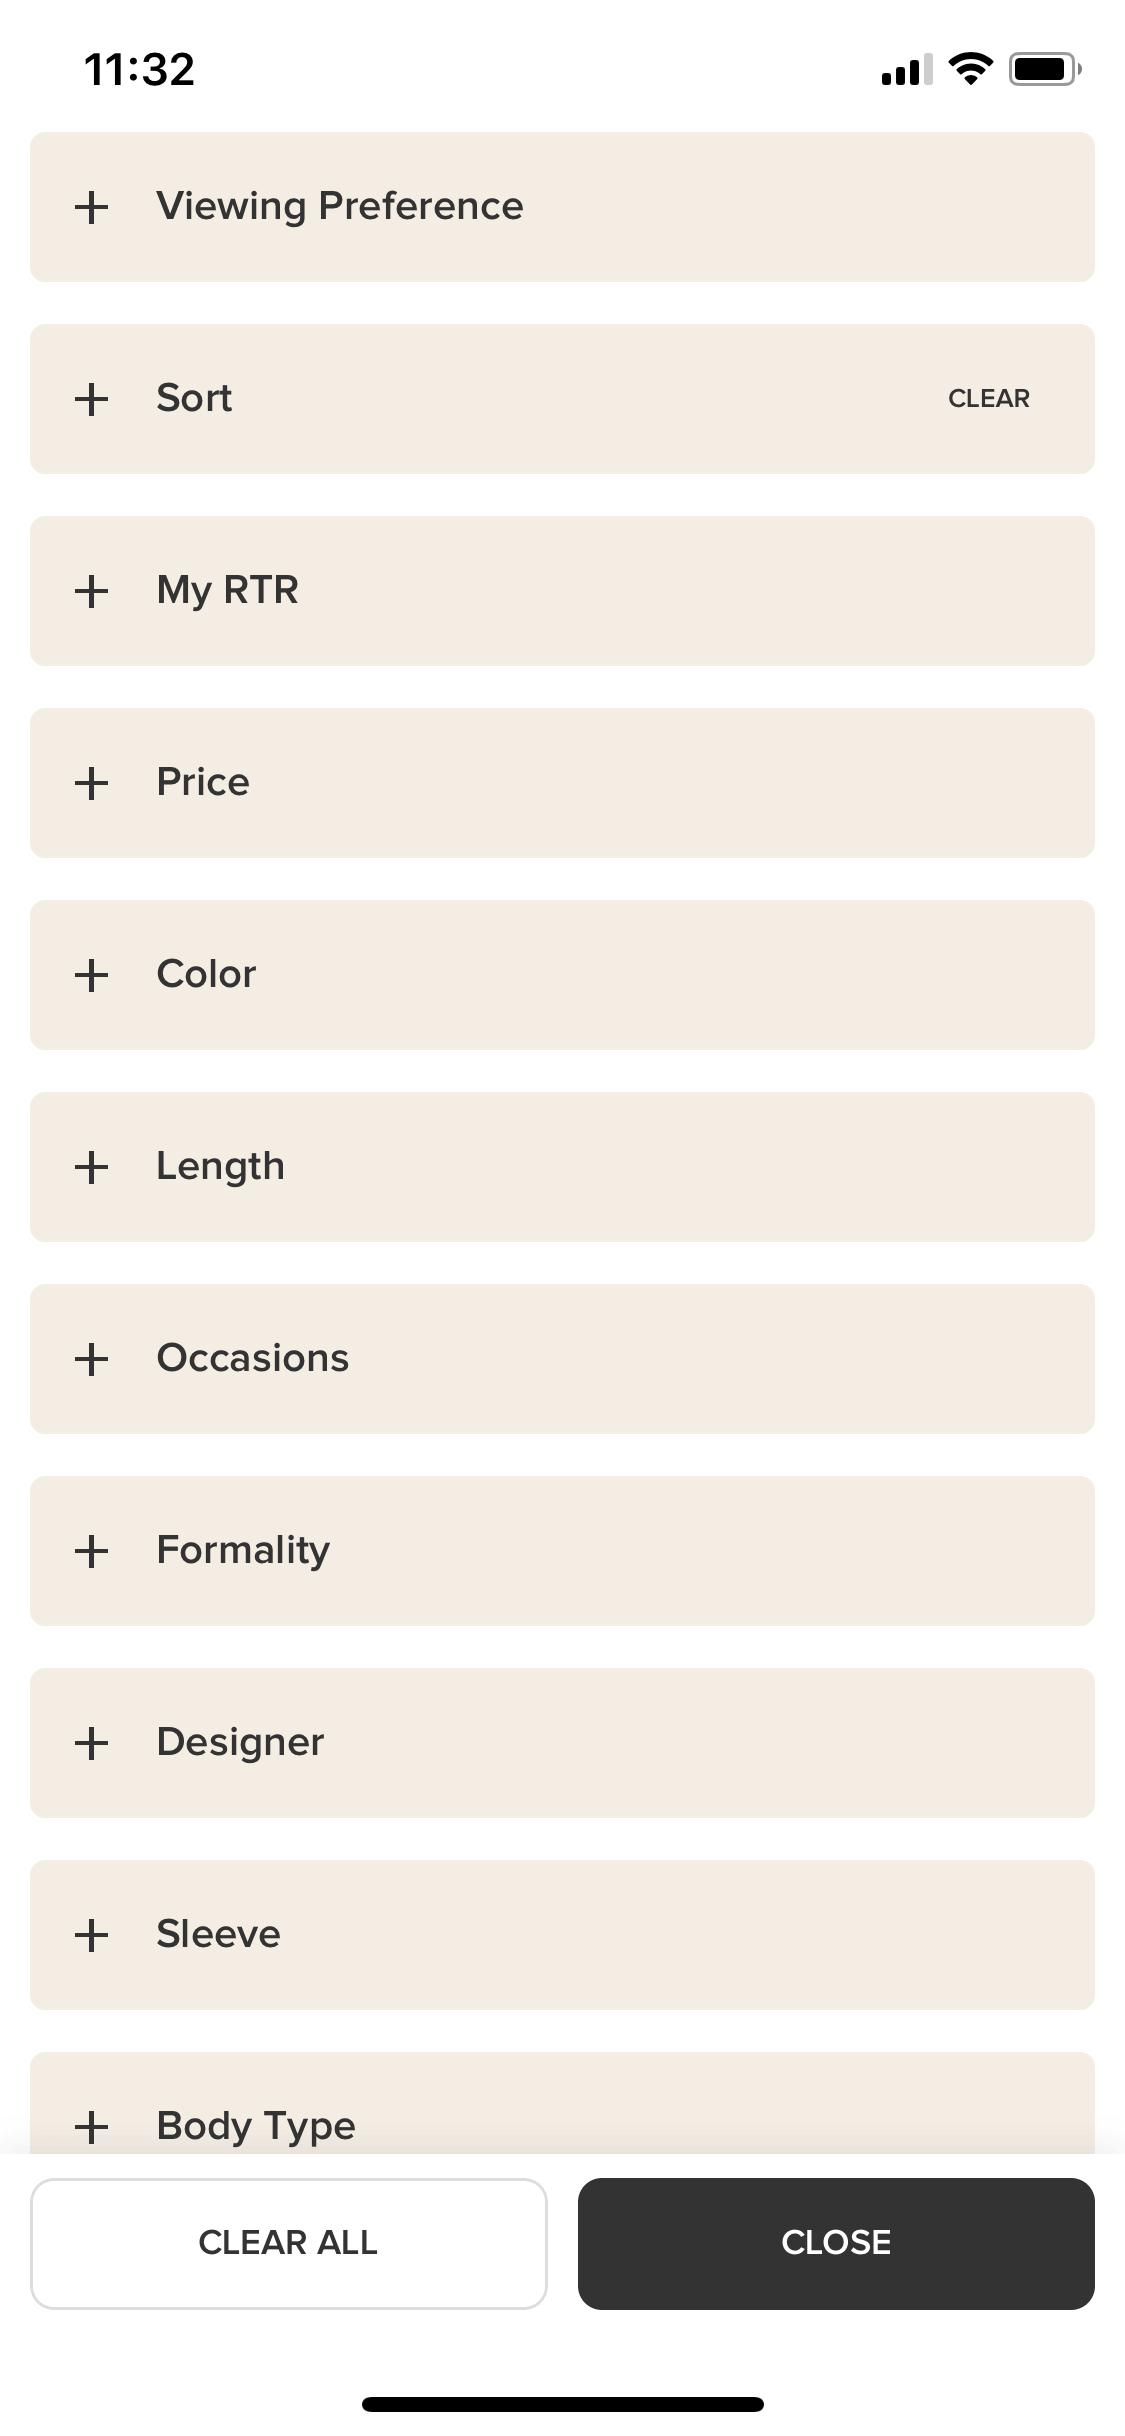 11:32
Viewing Preference
Sort CLEAR
My RTR
Price
Color
Length
Occasions
Formality
Designer
Sleeve
Body Type
CLEAR ALL CLOSE